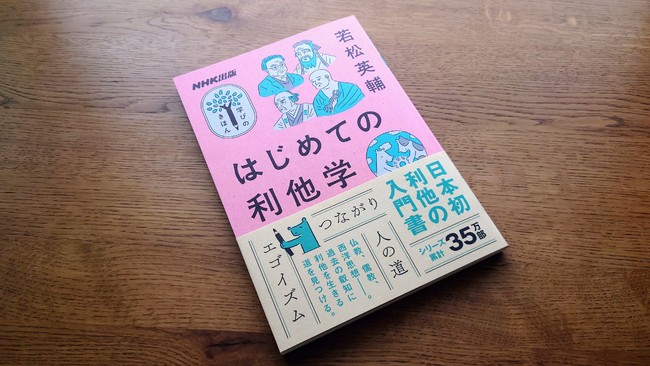 NHK出版
学びの
きほん
若松英輔
はじめての
利他学
日本初
利他の
入門書
シリーズ
累計
35万部
つながり
エゴイズム
人の道
仏教、儒教、
西洋思想——。
過去の叡知に
利他を生きる
道を見つける。